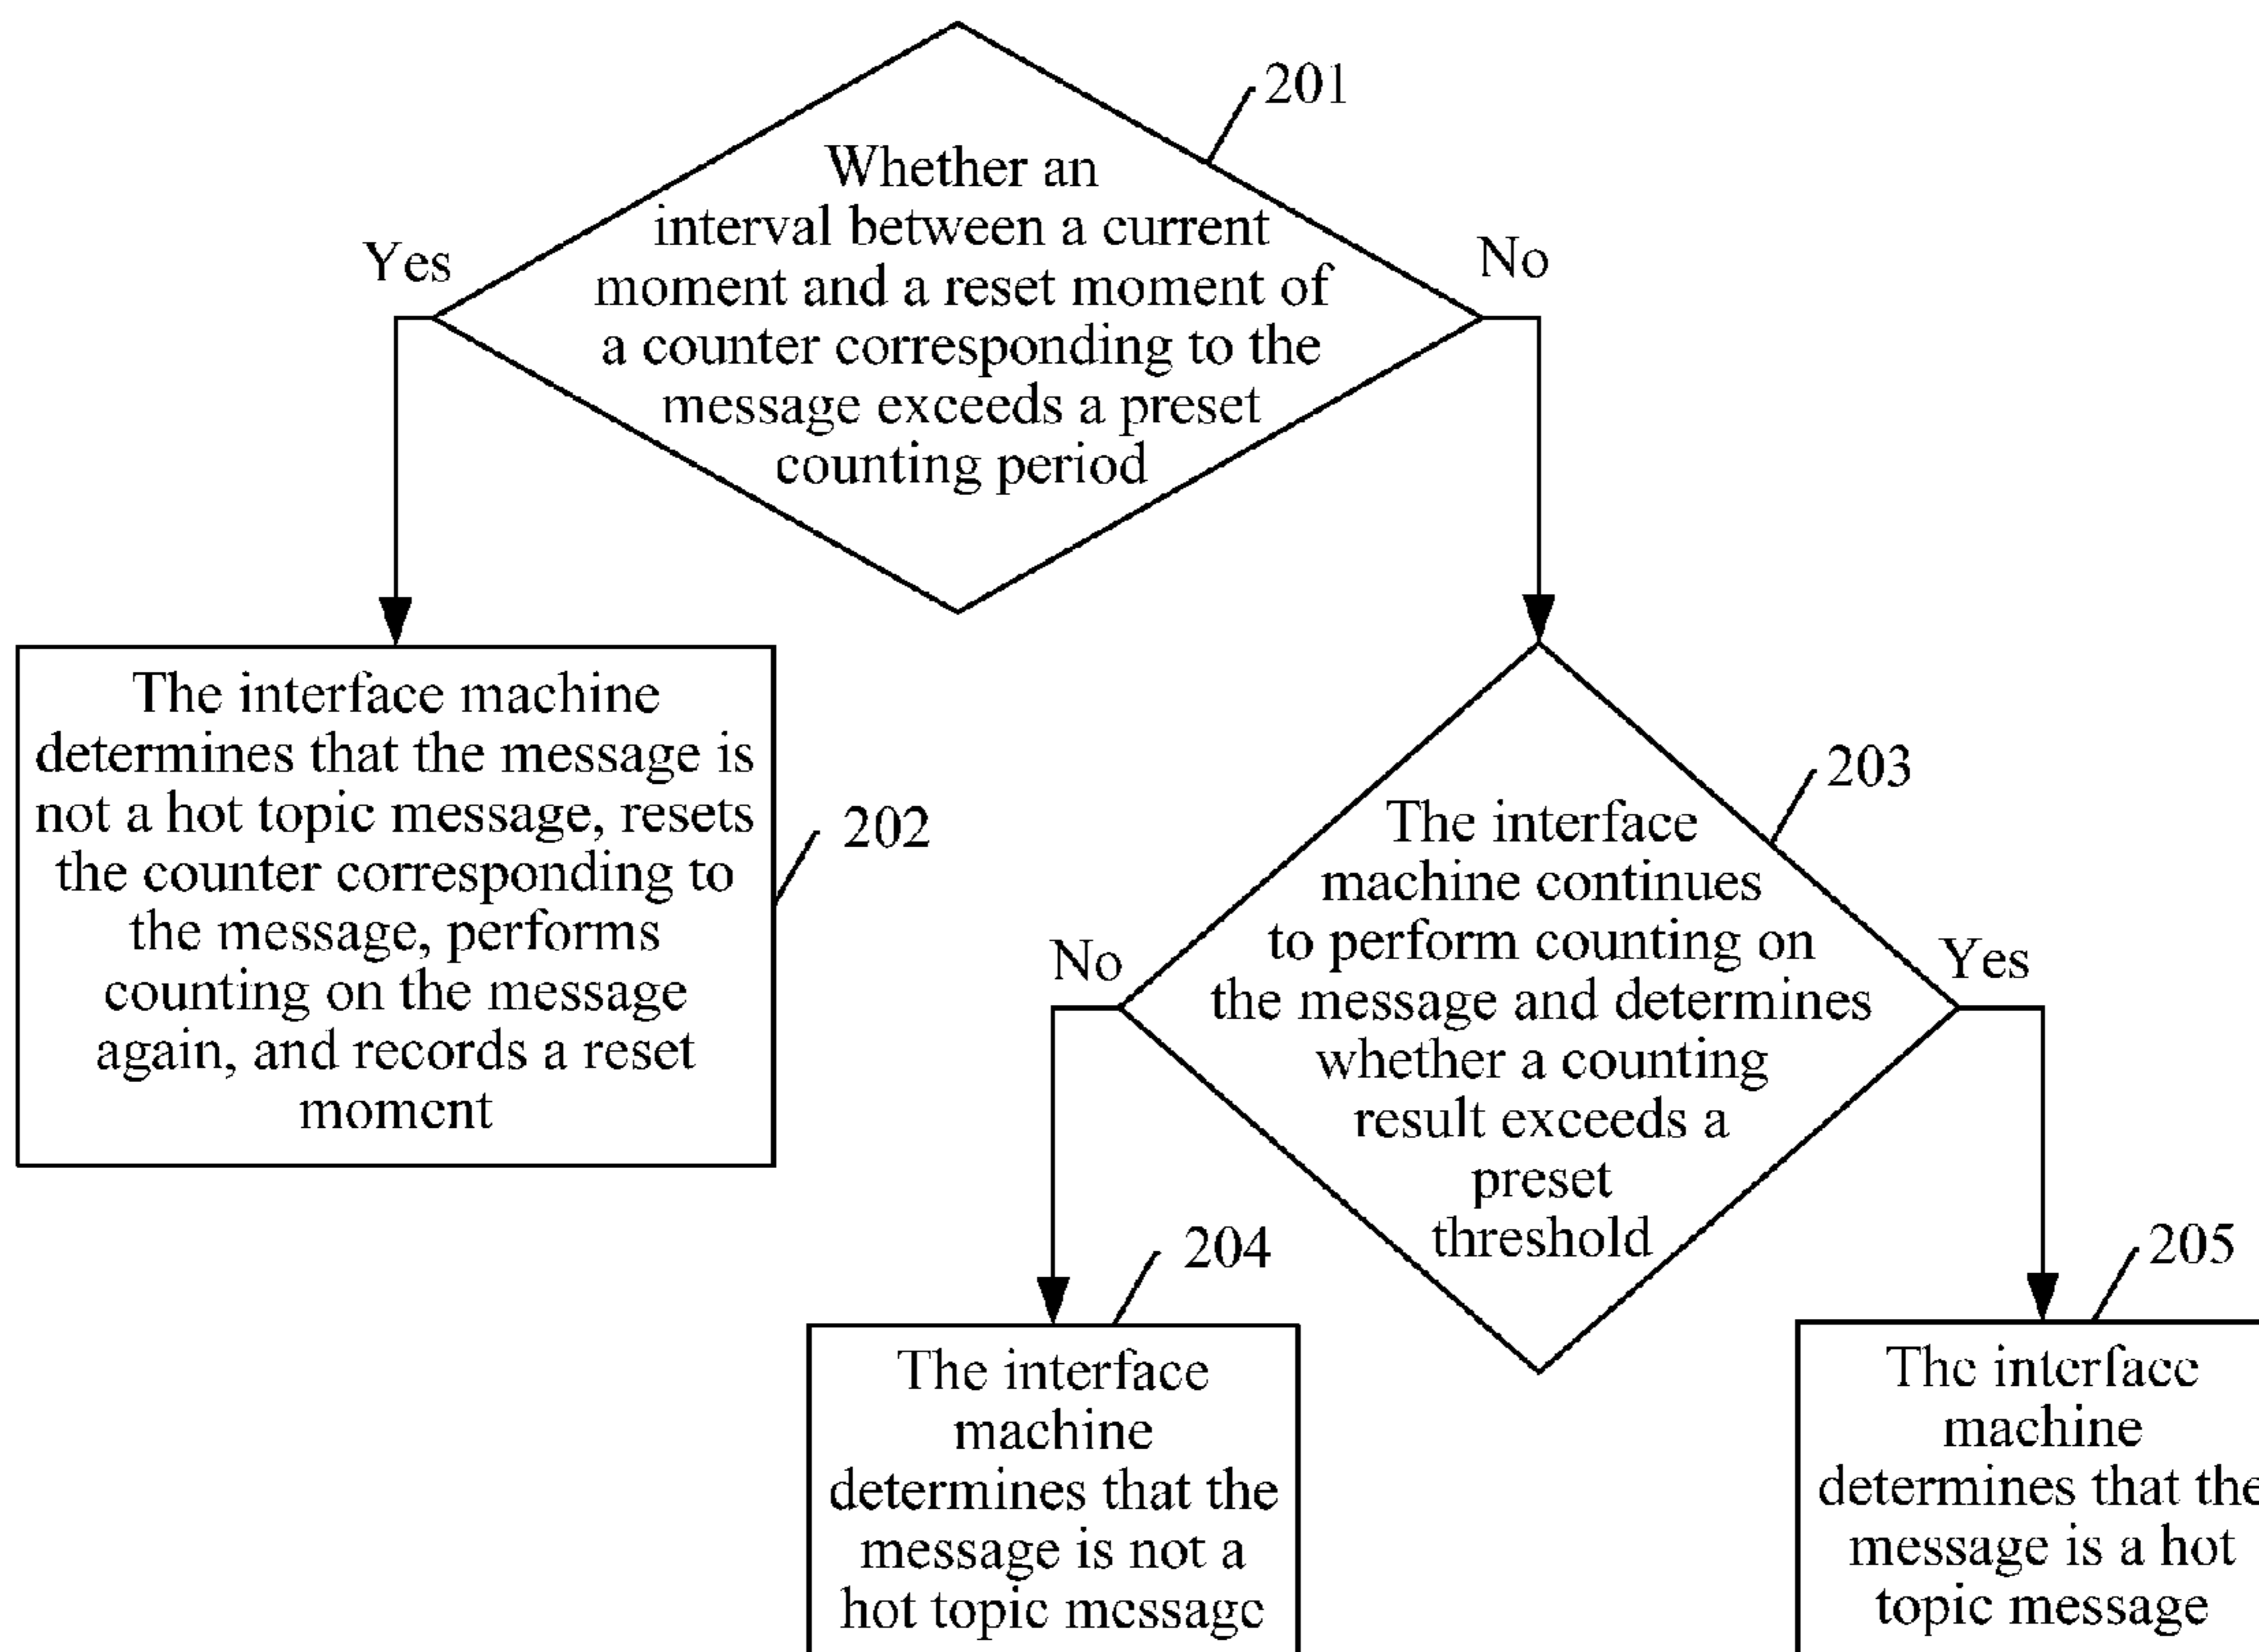 201
Whether an
interval between a current
moment and a reset moment of
a counter corresponding to the
message exceeds a preset
counting period
Yes
No
The interface machine
determines that the message is
not a hot topic message, resets
the counter corresponding to
the message, performs
counting on the message
again, and records a reset
moment
202
203
The interface
machine continues
to perform counting on
the message and determines
whether a counting
result exceeds a
preset
threshold
No
Yes
204
The interface
machine
determines that the
message is not a
hot topic message
205
The interface
machine
determines that the
message is a hot
topic message